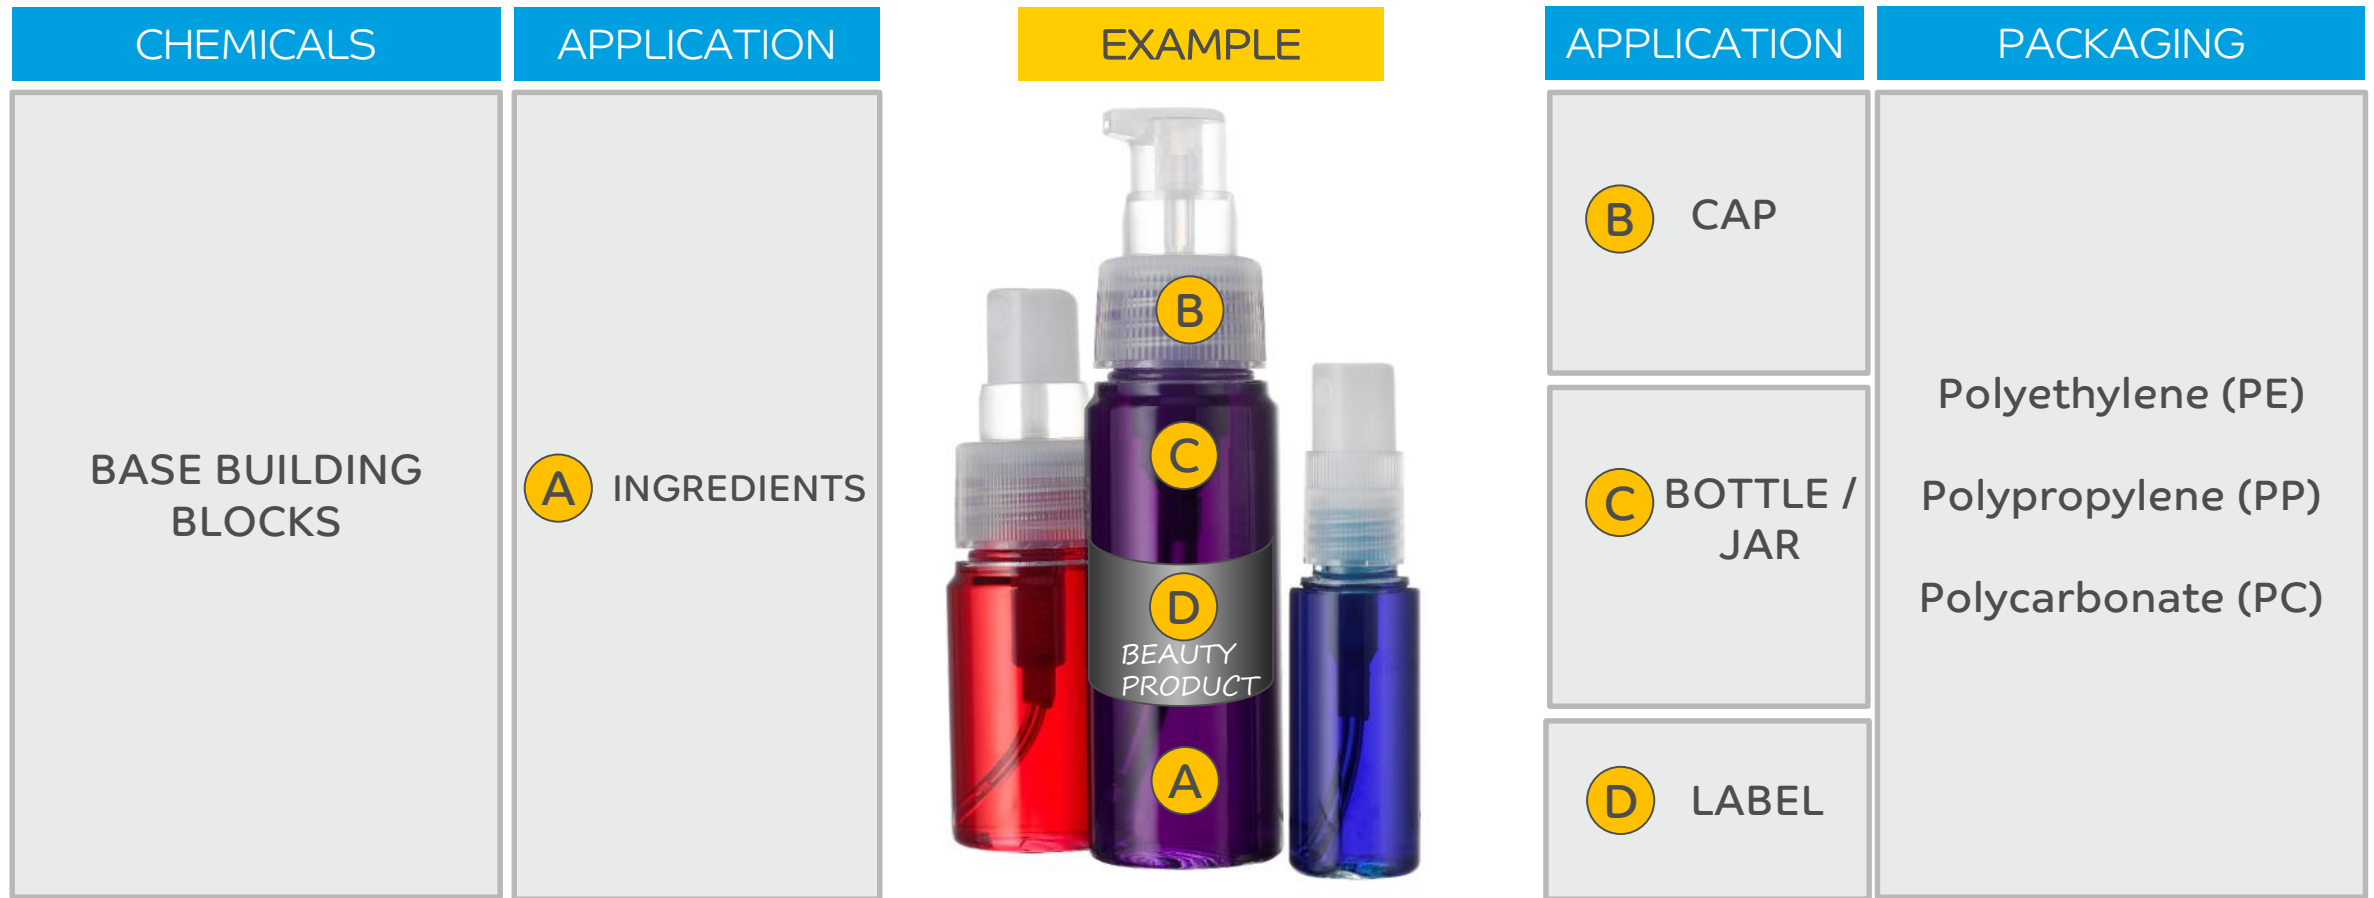 CHEMICALS
APPLICATION
EXAMPLE
APPLICATION
PACKAGING
BASE BUILDING
BLOCKS
A INGREDIENTS
B
C
D
BEAUTY
PRODUCT
A
B CAP
C BOTTLE /
JAR
D LABEL
Polyethylene (PE)
Polypropylene (PP)
Polycarbonate (PC)